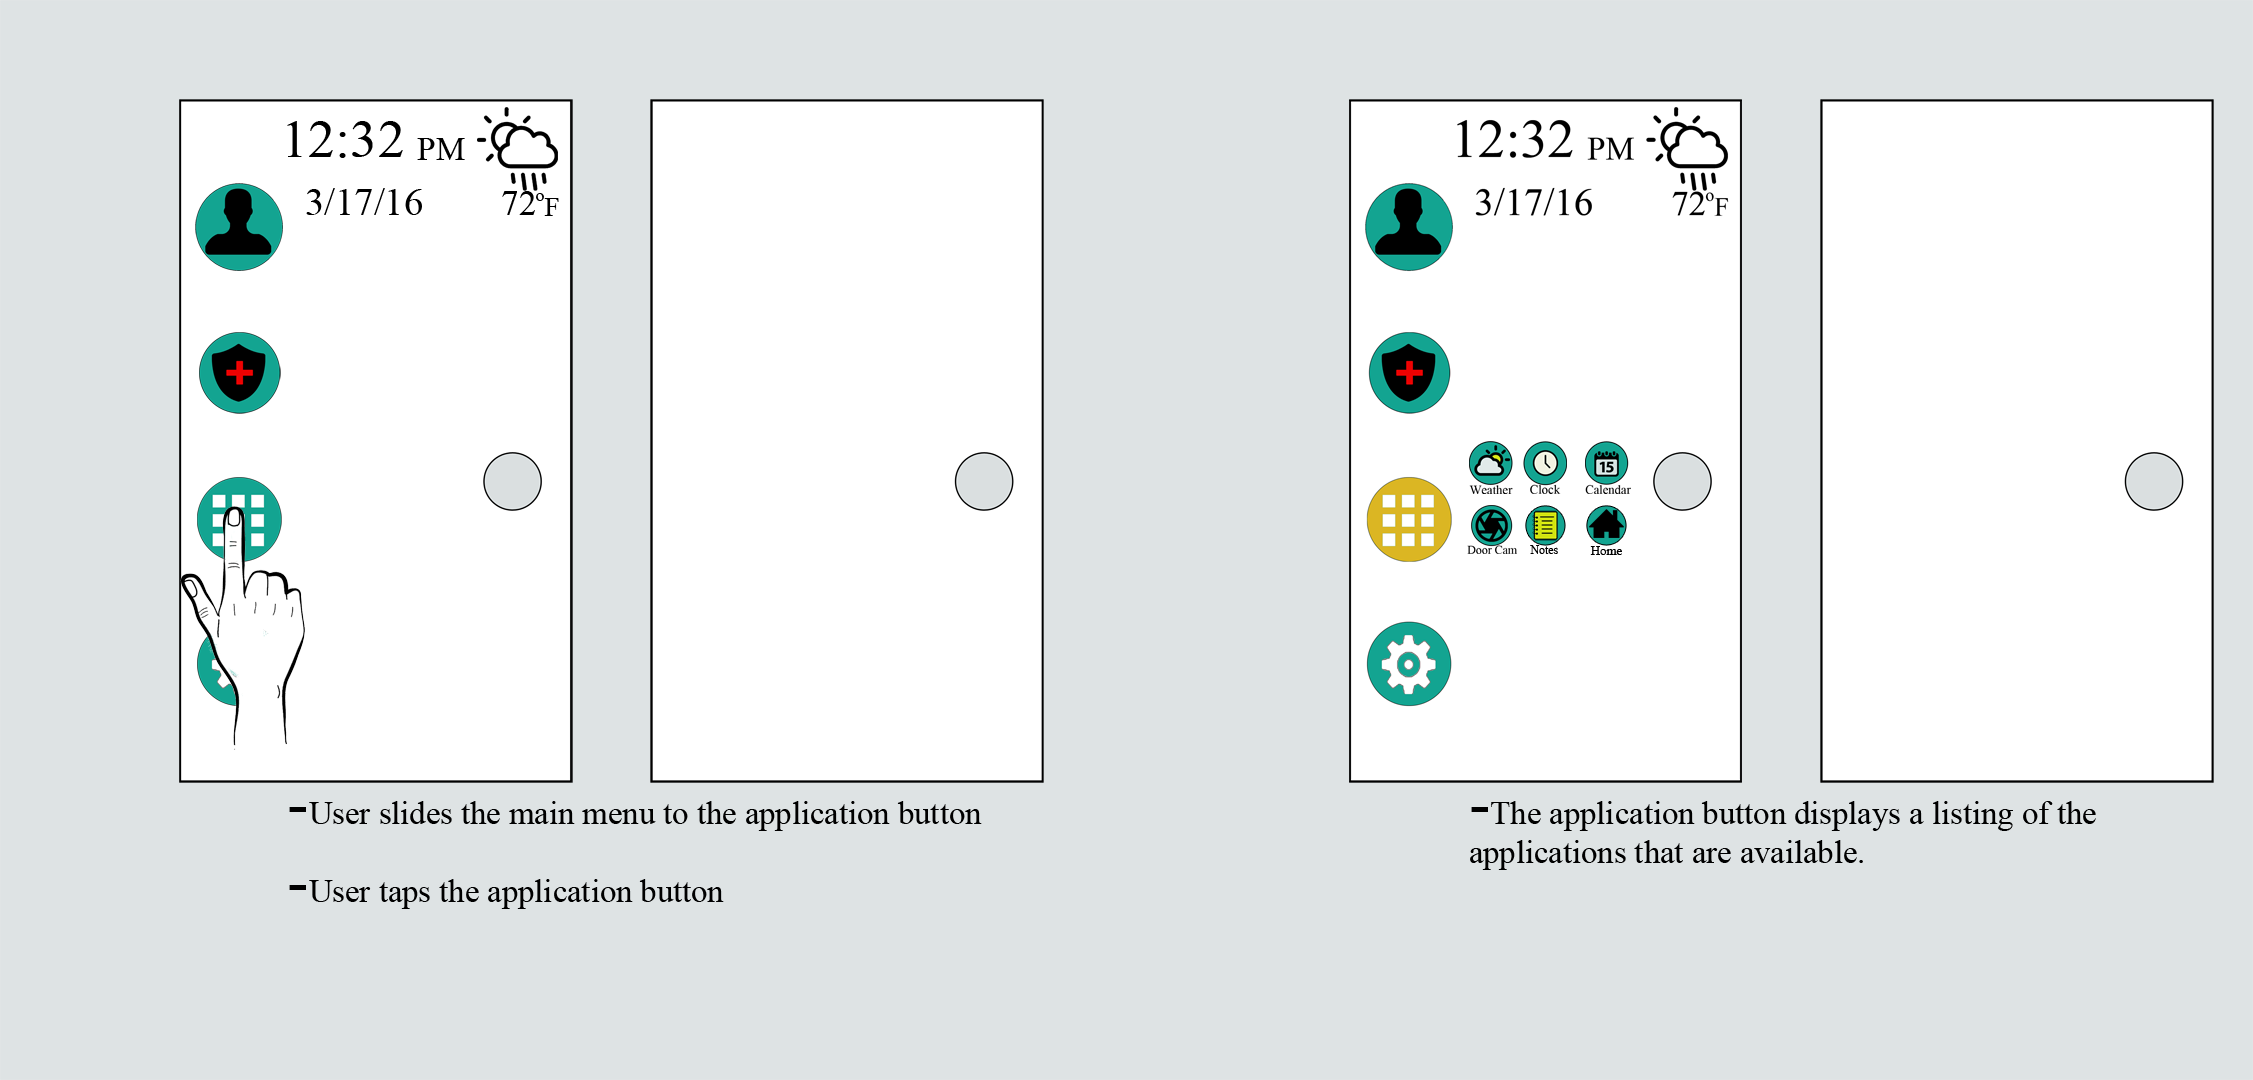 12:32 PM
3/17/16 72°F
-User slides the main menu to the application button
-User taps the application button
12:32 PM
3/17/16 72°F
15
Weather Clock Calendar
Door Cam Notes Home
-The application button displays a listing of the
applications that are available.